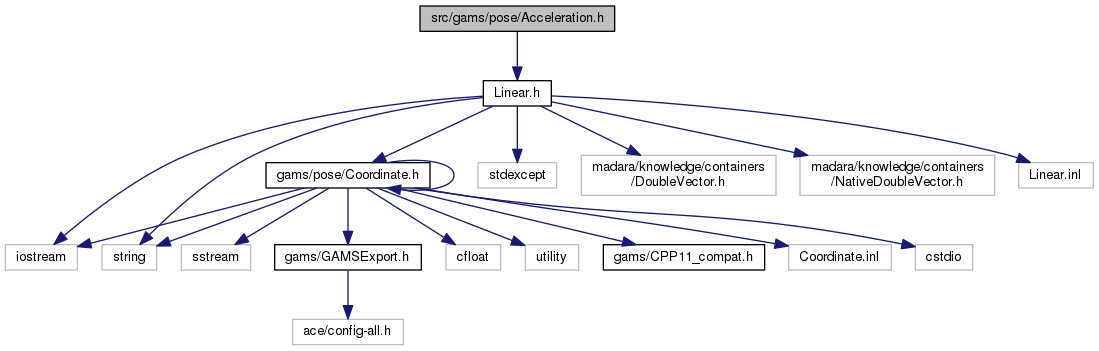 src/gams/pose/Acceleration.h
Linear.h
gams/pose/Coordinate.h
stdexcept
madara/knowledge/containers
/DoubleVector.h
madara/knowledge/containers
/NativeDoubleVector.h
Linear.inl
iostream
string
sstream
gams/GAMSExport.h
cfloat
utility
gams/CPP11_compat.h
Coordinate.inl
cstdio
ace/config-all.h